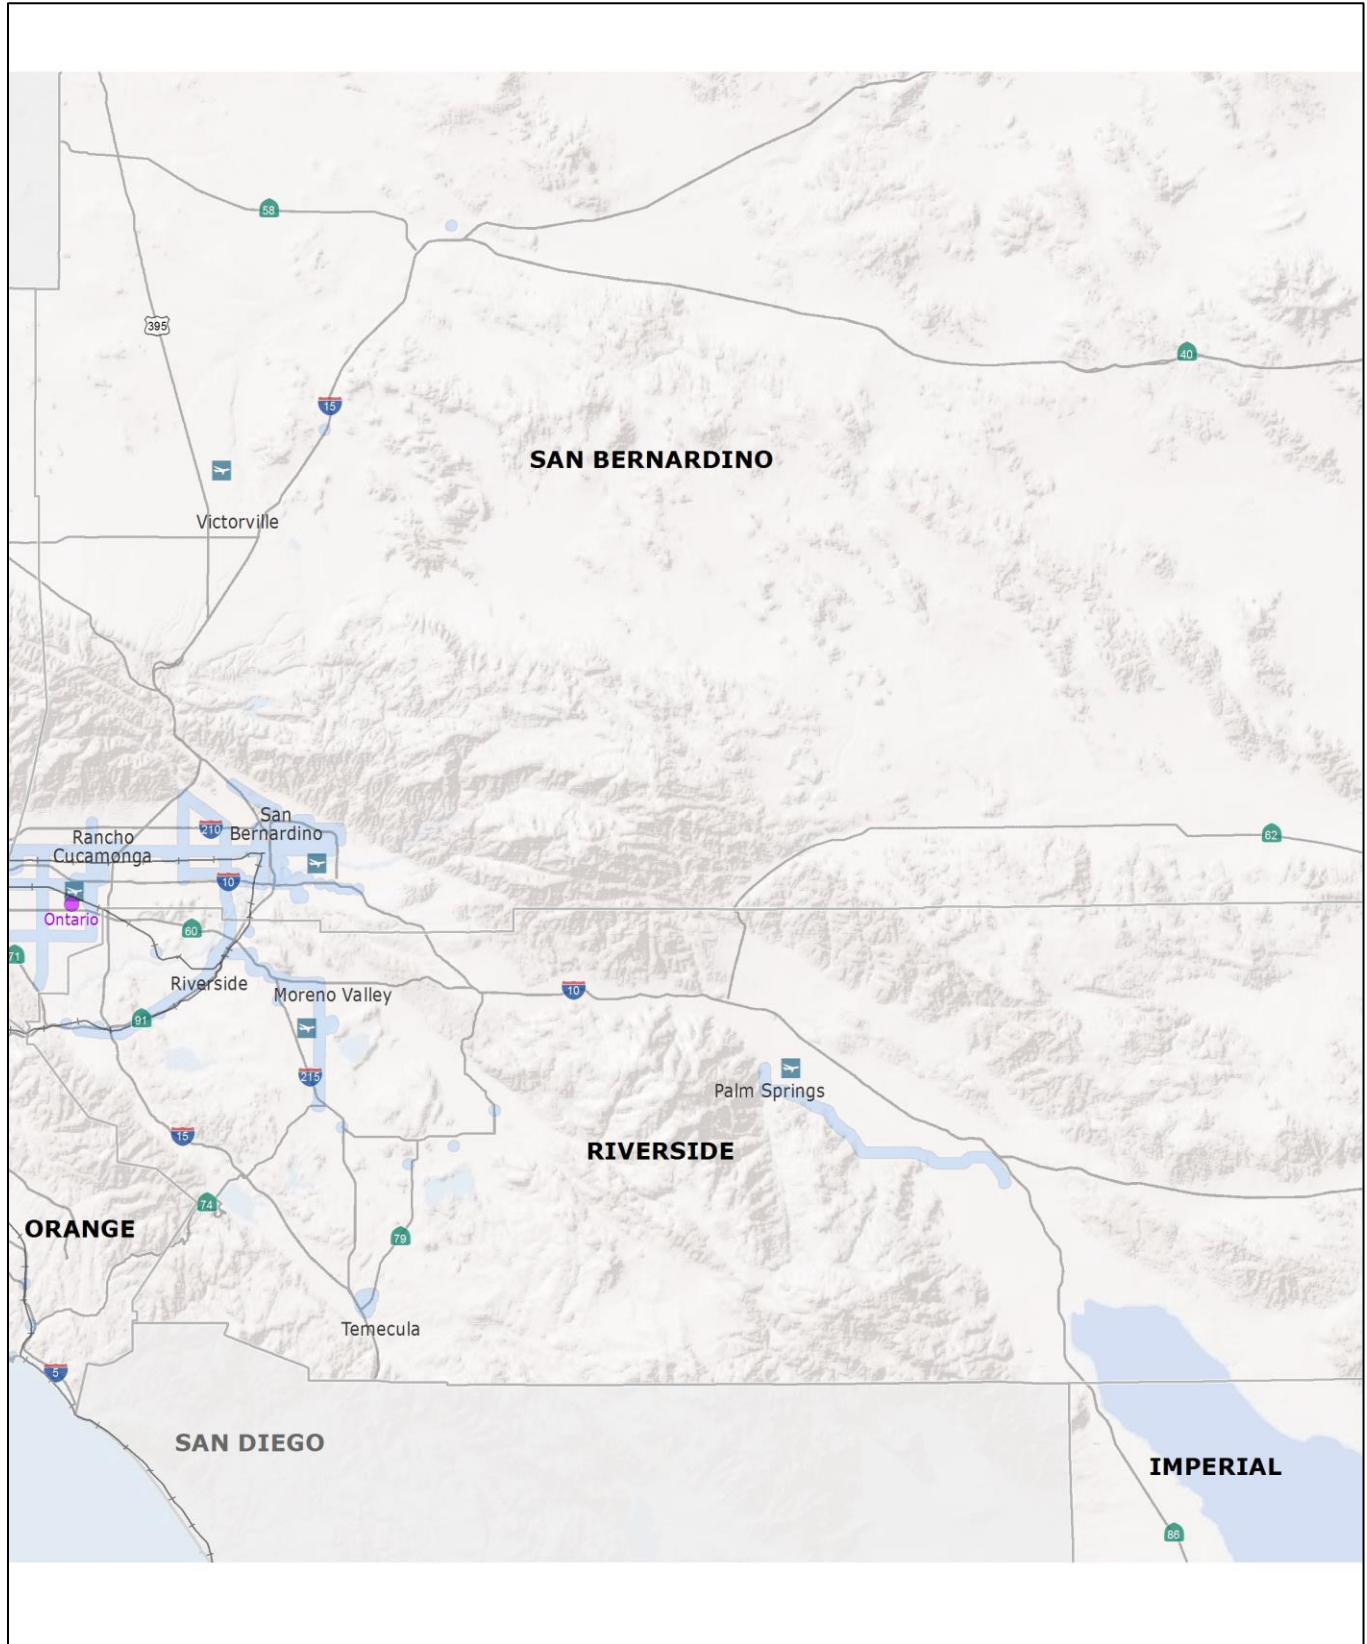 58
395
40
15
SAN BERNARDINO
Victorville
San
Bernardino
210
Rancho
Cucamonga
62
10
Ontario
60
71
Riverside
Moreno Valley
10
91
215
Palm Springs
15
RIVERSIDE
74
ORANGE
79
Temecula
5
SAN DIEGO
IMPERIAL
86